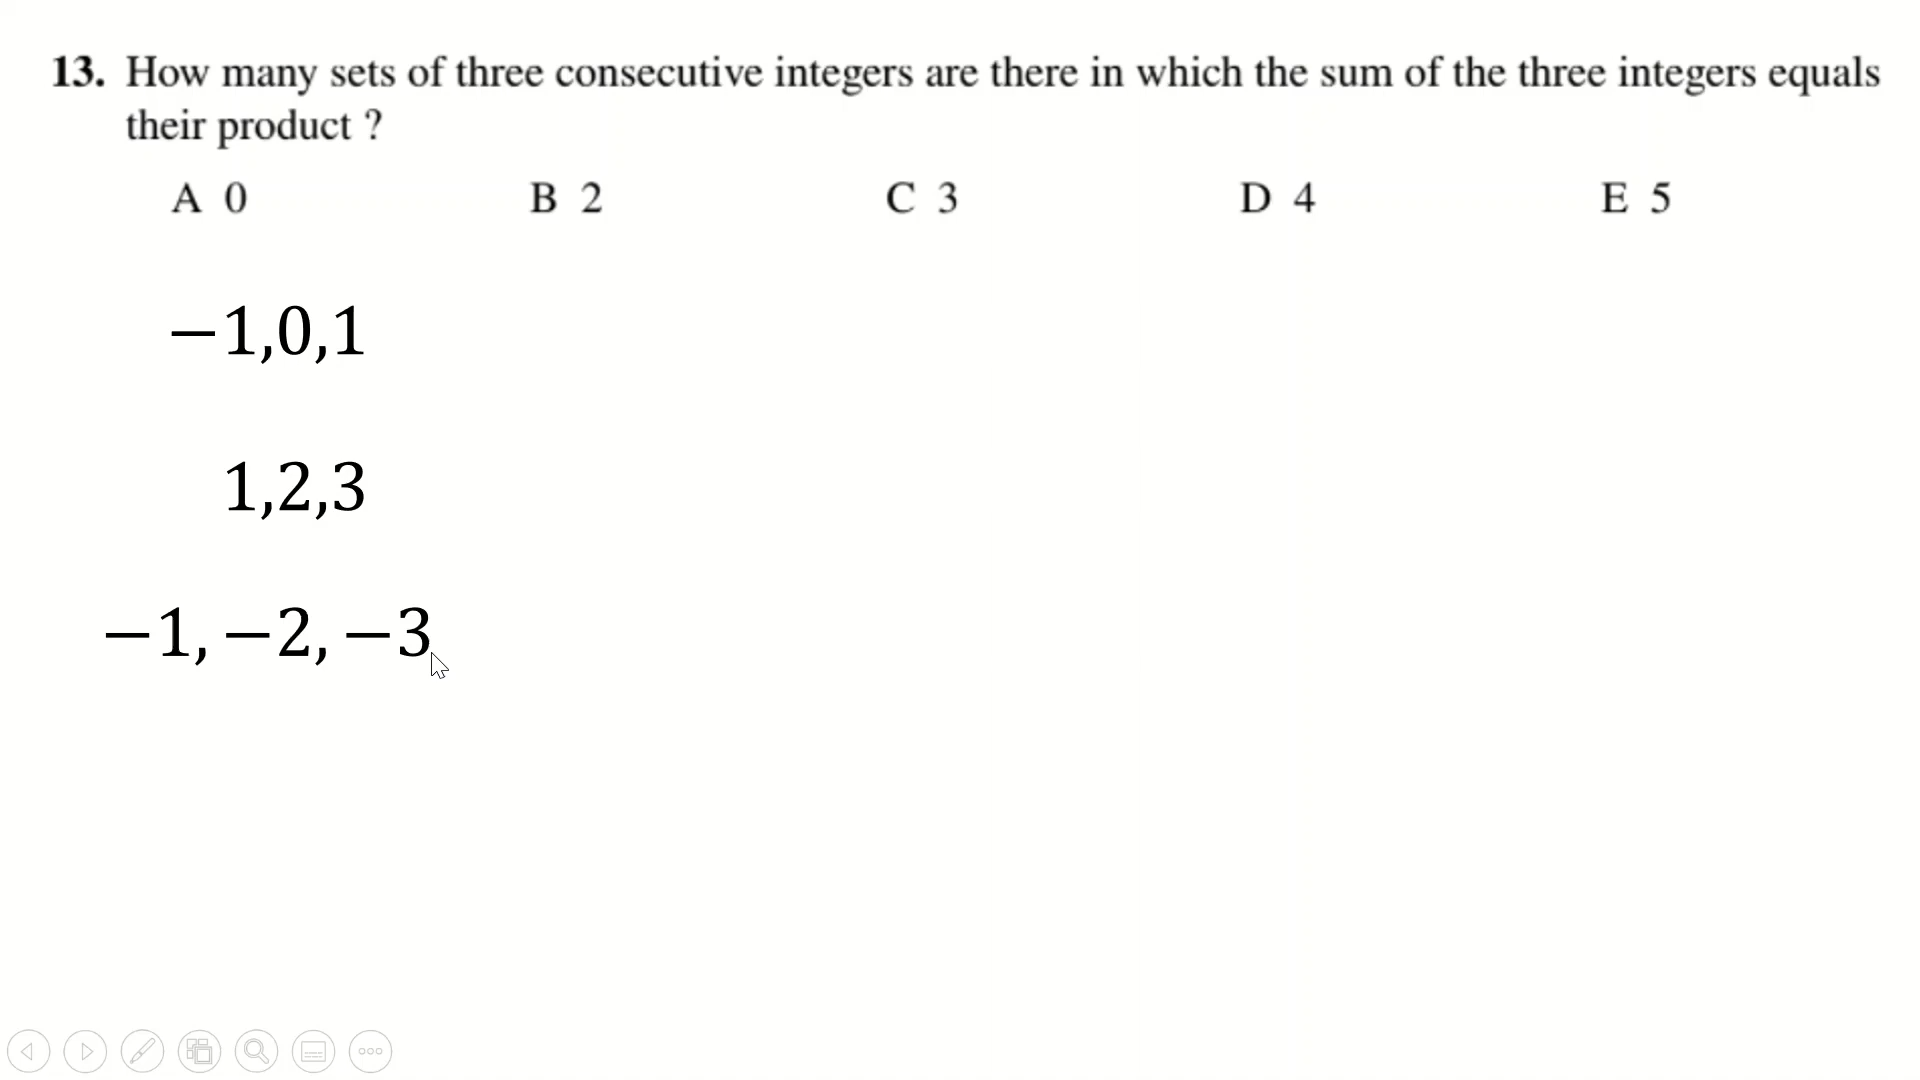 13. How many sets of three consecutive integers are there in which the sum of the three integers equals
their product ?
A 0 B 2 C 3 D 4 E 5
−1,0,1
1,2,3
−1,−2,−3